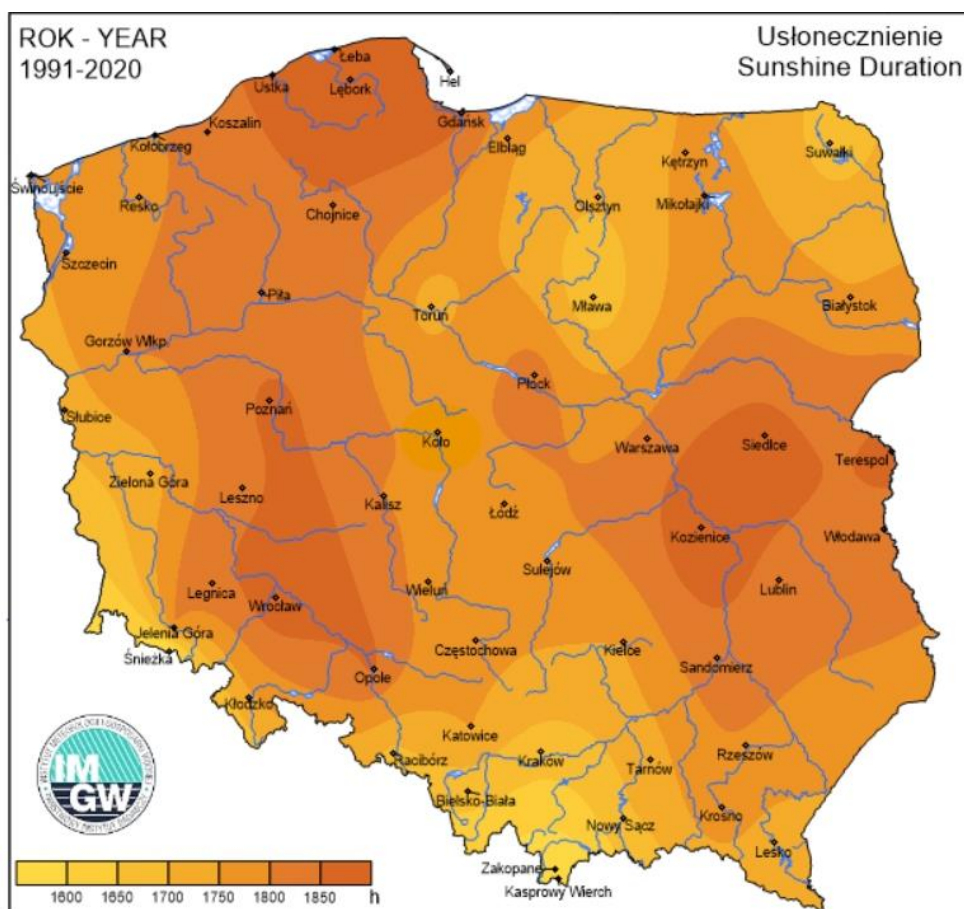 ROK - YEAR
1991-2020
Usłonecznienie
Sunshine Duration
Łeba
Ustka
Lębork
Hel
Gdańsk
Koszalin
Kołobrzeg
Elbląg
Kętrzyn
Suwałki
Świnoujście
Resko
Chojnice
Olsztyn
Mikołajki
Szczecin
Piła
Toruń
Mława
Białystok
Gorzów Wlkp.
Płock
Słubice
Poznań
Koło
Warszawa
Siedlce
Terespol
Zielona Góra
Leszno
Kalisz
Łódź
Kozienice
Włodawa
Sulejów
Legnica
Wrocław
Wieluń
Lublin
Jelenia Góra
Śnieżka
Częstochowa
Kielce
Sandomierz
Opole
Kłodzko
Katowice
Racibórz
Kraków
Tarnów
Rzeszów
Bielsko-Biała
Nowy Sącz
Krosno
Lesko
Zakopane
Kasprowy Wierch
IM
GW
1600 1650 1700 1750 1800 1850 h